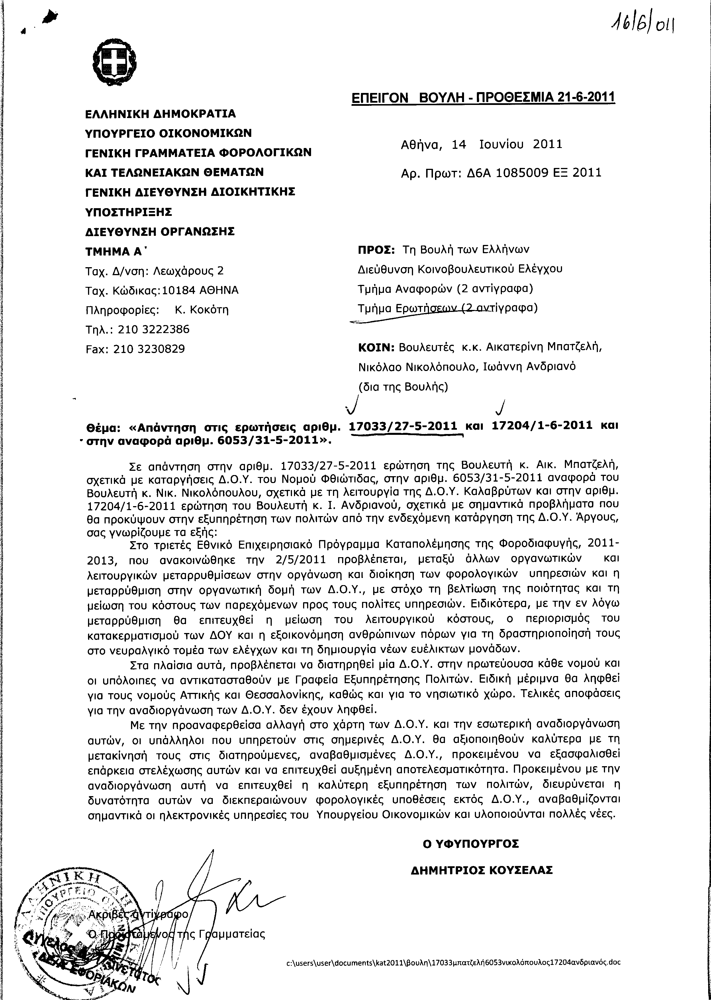 16/6/011
ΕΠΕΙΓΟΝ ΒΟΥΛΗ - ΠΡΟΘΕΣΜΙΑ 21-6-2011
ΕΛΛΗΝΙΚΗ ΔΗΜΟΚΡΑΤΙΑ
ΥΠΟΥΡΓΕΙΟ ΟΙΚΟΝΟΜΙΚΩΝ
ΓΕΝΙΚΗ ΓΡΑΜΜΑΤΕΙΑ ΦΟΡΟΛΟΓΙΚΩΝ
ΚΑΙ ΤΕΛΩΝΕΙΑΚΩΝ ΘΕΜΑΤΩΝ
ΓΕΝΙΚΗ ΔΙΕΥΘΥΝΣΗ ΔΙΟΙΚΗΤΙΚΗΣ
ΥΠΟΣΤΗΡΙΞΗΣ
ΔΙΕΥΘΥΝΣΗ ΟΡΓΑΝΩΣΗΣ
ΤΜΗΜΑ Α΄
Ταχ. Δ/νση: Λεωχάρους 2
Ταχ. Κώδικας:10184 ΑΘΗΝΑ
Πληροφορίες: Κ. Κοκότη
Τηλ.: 210 3222386
Fax: 210 3230829
Αθήνα, 14 Ιουνίου 2011
Αρ. Πρωτ: Δ6Α 1085009 ΕΞ 2011
ΠΡΟΣ: Τη Βουλή των Ελλήνων
Διεύθυνση Κοινοβουλευτικού Ελέγχου
Τμήμα Αναφορών (2 αντίγραφα)
Τμήμα Ερωτήσεων (2 αντίγραφα)
ΚΟΙΝ: Βουλευτές κ.κ. Αικατερίνη Μπατζελή,
Νικόλαο Νικολόπουλο, Ιωάννη Ανδριανό
(δια της Βουλής)
Θέμα: «Απάντηση στις ερωτήσεις αριθμ. 17033/27-5-2011 και 17204/1-6-2011 και
στην αναφορά αριθμ. 6053/31-5-2011».
Σε απάντηση στην αριθμ. 17033/27-5-2011 ερώτηση της Βουλευτή κ. Αικ. Μπατζελή,
σχετικά με καταργήσεις Δ.Ο.Υ. του Νομού Φθιώτιδας, στην αριθμ. 6053/31-5-2011 αναφορά του
Βουλευτή κ. Νικ. Νικολόπουλου, σχετικά με τη λειτουργία της Δ.Ο.Υ. Καλαβρύτων και στην αριθμ.
17204/1-6-2011 ερώτηση του Βουλευτή κ. Ι. Ανδριανού, σχετικά με σημαντικά προβλήματα που
θα προκύψουν στην εξυπηρέτηση των πολιτών από την ενδεχόμενη κατάργηση της Δ.Ο.Υ. Άργους,
σας γνωρίζουμε τα εξής:
Στο τριετές Εθνικό Επιχειρησιακό Πρόγραμμα Καταπολέμησης της Φοροδιαφυγής, 2011-
2013, που ανακοινώθηκε την 2/5/2011 προβλέπεται, μεταξύ άλλων οργανωτικών και
λειτουργικών μεταρρυθμίσεων στην οργάνωση και διοίκηση των φορολογικών υπηρεσιών και η
μεταρρύθμιση στην οργανωτική δομή των Δ.Ο.Υ., με στόχο τη βελτίωση της ποιότητας και τη
μείωση του κόστους των παρεχόμενων προς τους πολίτες υπηρεσιών. Ειδικότερα, με την εν λόγω
μεταρρύθμιση θα επιτευχθεί η μείωση του λειτουργικού κόστους, ο περιορισμός του
κατακερματισμού των ΔΟΥ και η εξοικονόμηση ανθρώπινων πόρων για τη δραστηριοποίησή τους
στο νευραλγικό τομέα των ελέγχων και τη δημιουργία νέων ευέλικτων μονάδων.
Στα πλαίσια αυτά, προβλέπεται να διατηρηθεί μία Δ.Ο.Υ. στην πρωτεύουσα κάθε νομού και
οι υπόλοιπες να αντικατασταθούν με Γραφεία Εξυπηρέτησης Πολιτών. Ειδική μέριμνα θα ληφθεί
για τους νομούς Αττικής και Θεσσαλονίκης, καθώς και για το νησιωτικό χώρο. Τελικές αποφάσεις
για την αναδιοργάνωση των Δ.Ο.Υ. δεν έχουν ληφθεί.
Με την προαναφερθείσα αλλαγή στο χάρτη των Δ.Ο.Υ. και την εσωτερική αναδιοργάνωση
αυτών, οι υπάλληλοι που υπηρετούν στις σημερινές Δ.Ο.Υ. θα αξιοποιηθούν καλύτερα με τη
μετακίνησή τους στις διατηρούμενες, αναβαθμισμένες Δ.Ο.Υ., προκειμένου να εξασφαλισθεί
επάρκεια στελέχωσης αυτών και να επιτευχθεί αυξημένη αποτελεσματικότητα. Προκειμένου με την
αναδιοργάνωση αυτή να επιτευχθεί η καλύτερη εξυπηρέτηση των πολιτών, διευρύνεται η
δυνατότητα αυτών να διεκπεραιώνουν φορολογικές υποθέσεις εκτός Δ.Ο.Υ., αναβαθμίζονται
σημαντικά οι ηλεκτρονικές υπηρεσίες του Υπουργείου Οικονομικών και υλοποιούνται πολλές νέες.
Ο ΥΦΥΠΟΥΡΓΟΣ
ΔΗΜΗΤΡΙΟΣ ΚΟΥΣΕΛΑΣ
Ακριβές αντίγραφο
Ο Προϊστάμενος της Γραμματείας
ΕΛΛΗΝΙΚΗ ΔΗΜΟΚΡΑΤΙΑ
ΥΠΟΥΡΓΕΙΟ ΟΙΚΟΝΟΜΙΚΩΝ
Άγγελος Δ.
ΕΦΟΡΙΑΚΩΝ
c:\users\user\documents\kat2011\βουλη\17033μπατζελή6053νικολόπουλος17204ανδριανός.doc